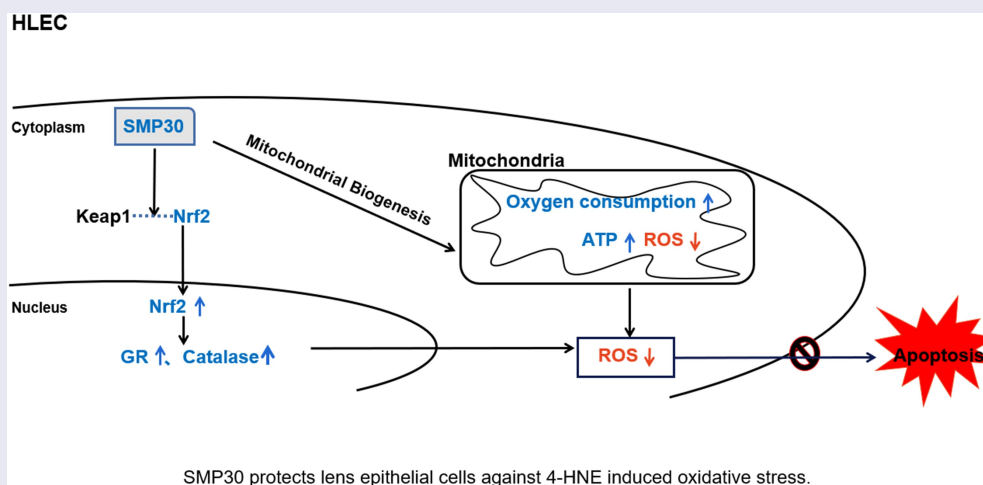 HLEC
Cytoplasm
SMP30
Mitochondrial Biogenesis
Mitochondria
Oxygen consumption ↑
ATP ↑ ROS ↓
Keap1 Nrf2
Nucleus
Nrf2 ↑
GR ↑、 Catalase ↑
ROS ↓
Apoptosis
SMP30 protects lens epithelial cells against 4-HNE induced oxidative stress.